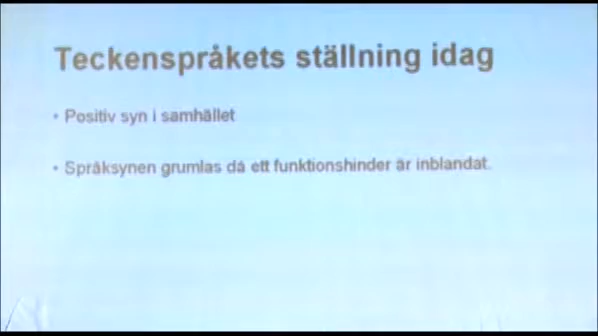 Teckenspråkets ställning idag
• Positiv syn i samhället
• Språksynen grumlas då ett funktionshinder är inblandat.